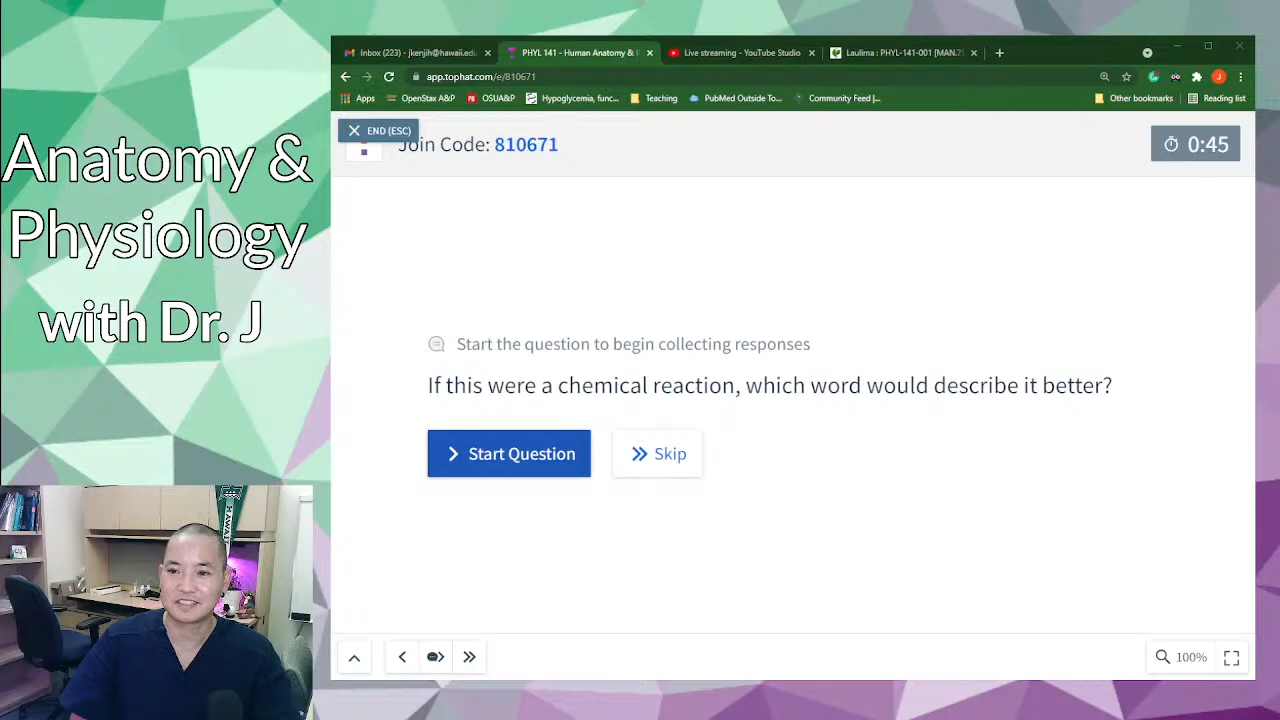 Anatomy &
Physiology
with Dr. J
Inbox (223) - jkenjih@hawaii.edu
PHYL 141 - Human Anatomy & P
Live streaming - YouTube Studio
Laulima : PHYL-141-001 [MAN.75
app.tophat.com/e/810671
Apps
OpenStax A&P
OSUA&P
Hypoglycemia, func...
Teaching
PubMed Outside To...
Community Feed |...
Other bookmarks
Reading list
END (ESC)
Join Code: 810671
0:45
Start the question to begin collecting responses
If this were a chemical reaction, which word would describe it better?
Start Question
Skip
100%
HAWAII